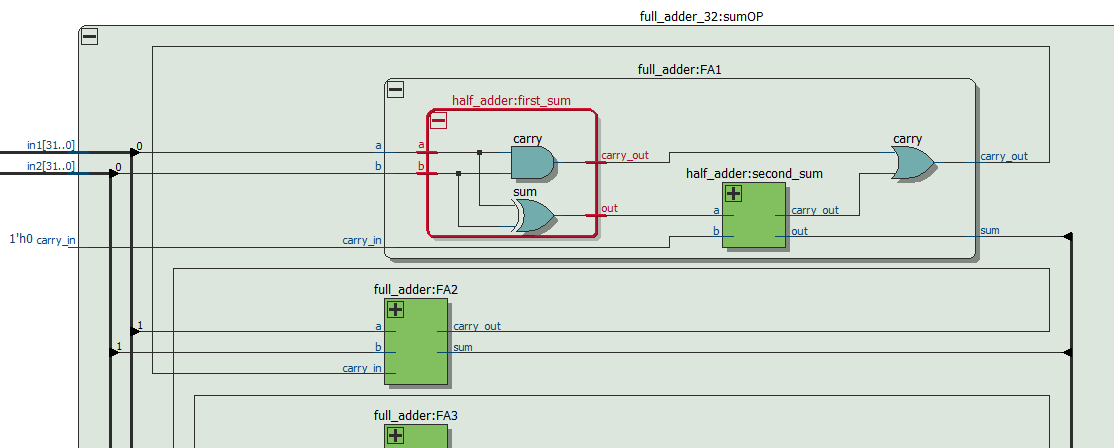 full_adder_32:sumOP
full_adder:FA1
half_adder:first_sum
carry
carry
in1[31..0]
0
a
a
carry_out
carry_out
in2[31..0]
0
b
b
half_adder:second_sum
sum
out
a
carry_out
1'h0 carry_in
carry_in
b
out
sum
full_adder:FA2
1
a
carry_out
1
b
sum
carry_in
full_adder:FA3